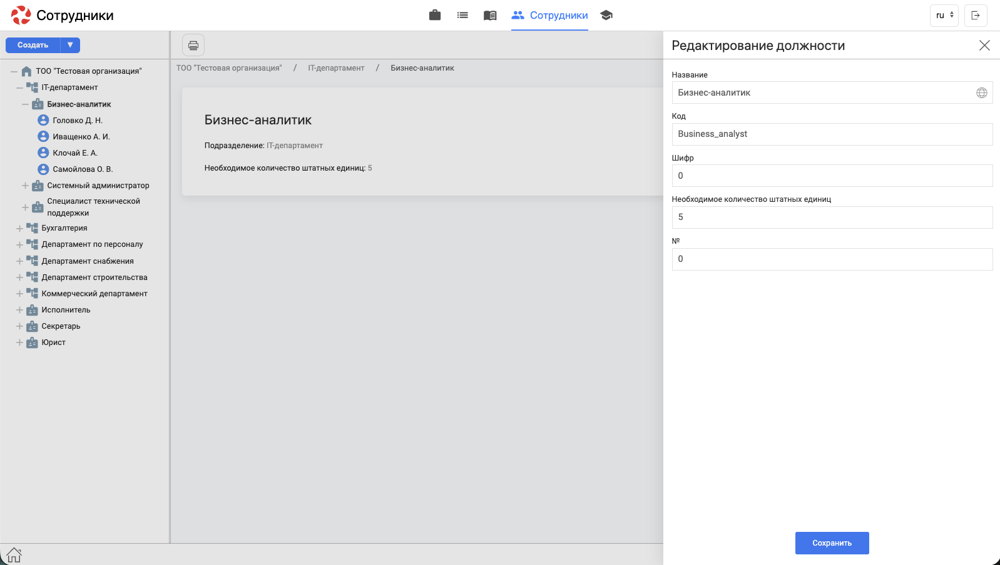 Сотрудники
Сотрудники
ru
Создать
ТОО "Тестовая организация"
IT-департамент
Бизнес-аналитик
Головко Д. Н.
Иващенко А. И.
Клочай Е. А.
Самойлова О. В.
Системный администратор
Специалист технической
поддержки
Бухгалтерия
Департамент по персоналу
Департамент снабжения
Департамент строительства
Коммерческий департамент
Исполнитель
Секретарь
Юрист
ТОО "Тестовая организация" / IT-департамент / Бизнес-аналитик
Бизнес-аналитик
Подразделение: IT-департамент
Необходимое количество штатных единиц: 5
Редактирование должности
Название
Бизнес-аналитик
Код
Business_analyst
Шифр
0
Необходимое количество штатных единиц
5
№
0
Сохранить